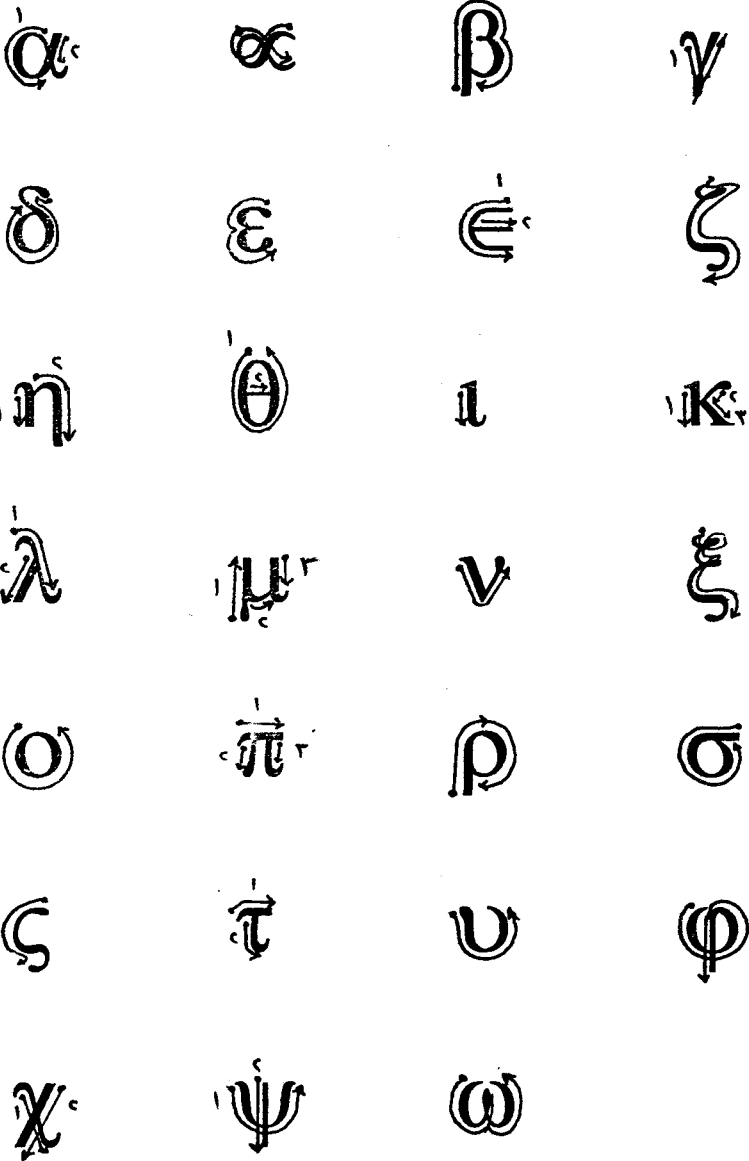 α ∝ β γ
δ ε ∈ ζ
η θ ι κ
λ μ ν ξ
ο π ρ σ
ς τ υ φ
χ ψ ω